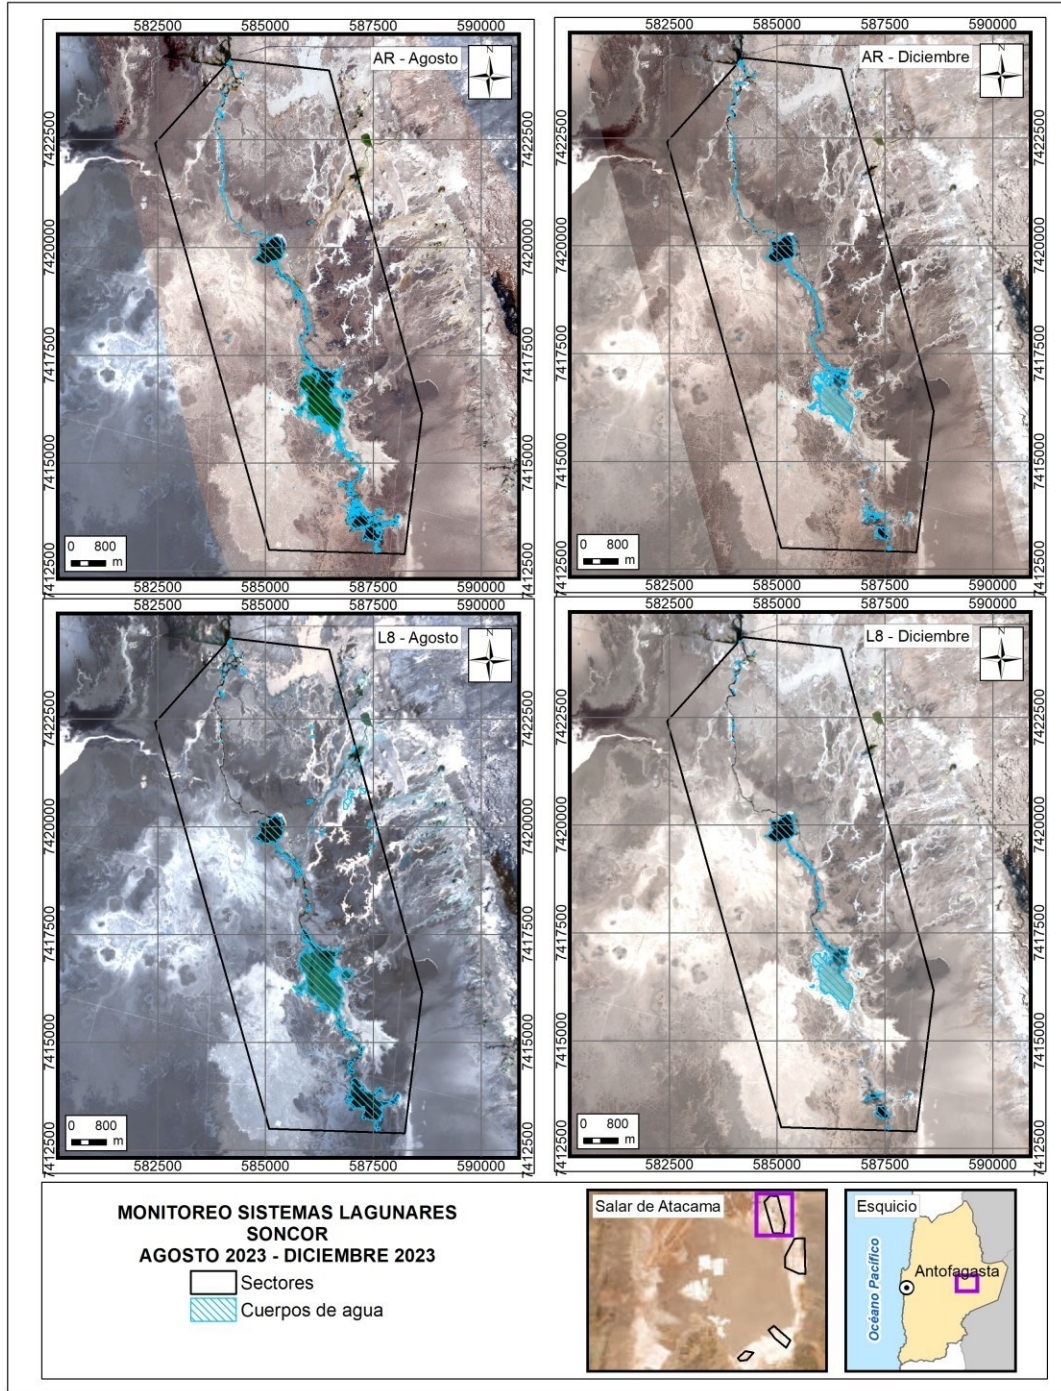 582500 585000 587500 590000
582500 585000 587500 590000
AR - Agosto
N
AR - Diciembre
N
7422500
7422500
7420000
7420000
7417500
7417500
7415000
7415000
7412500
7412500
0 800
m
0 800
m
582500 585000 587500 590000
582500 585000 587500 590000
L8 - Agosto
N
L8 - Diciembre
N
7422500
7422500
7420000
7420000
7417500
7417500
7415000
7415000
7412500
7412500
0 800
m
0 800
m
582500 585000 587500 590000
582500 585000 587500 590000
MONITOREO SISTEMAS LAGUNARES
SONCOR
AGOSTO 2023 - DICIEMBRE 2023
Sectores
Cuerpos de agua
Salar de Atacama
Esquicio
Océano Pacífico
Antofagasta